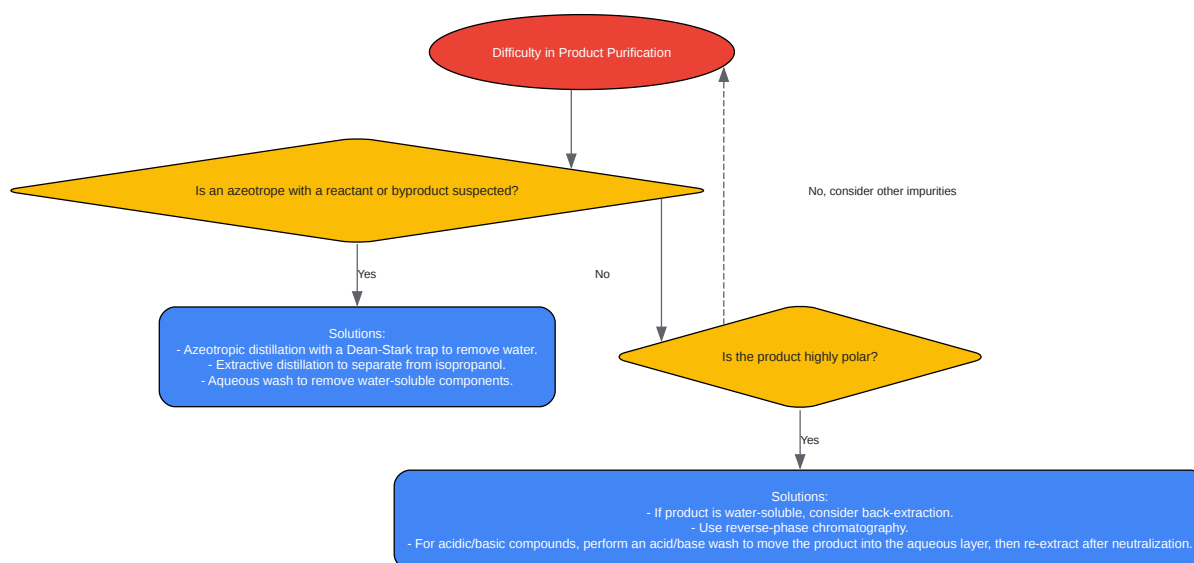 Difficulty in Product Purification
Is an azeotrope with a reactant or byproduct suspected?
No, consider other impurities
Yes
No
Solutions:
- Azeotropic distillation with a Dean-Stark trap to remove water.
- Extractive distillation to separate from isopropanol.
- Aqueous wash to remove water-soluble components.
Is the product highly polar?
Yes
Solutions:
- If product is water-soluble, consider back-extraction.
- Use reverse-phase chromatography.
- For acidic/basic compounds, perform an acid/base wash to move the product into the aqueous layer, then re-extract after neutralization.